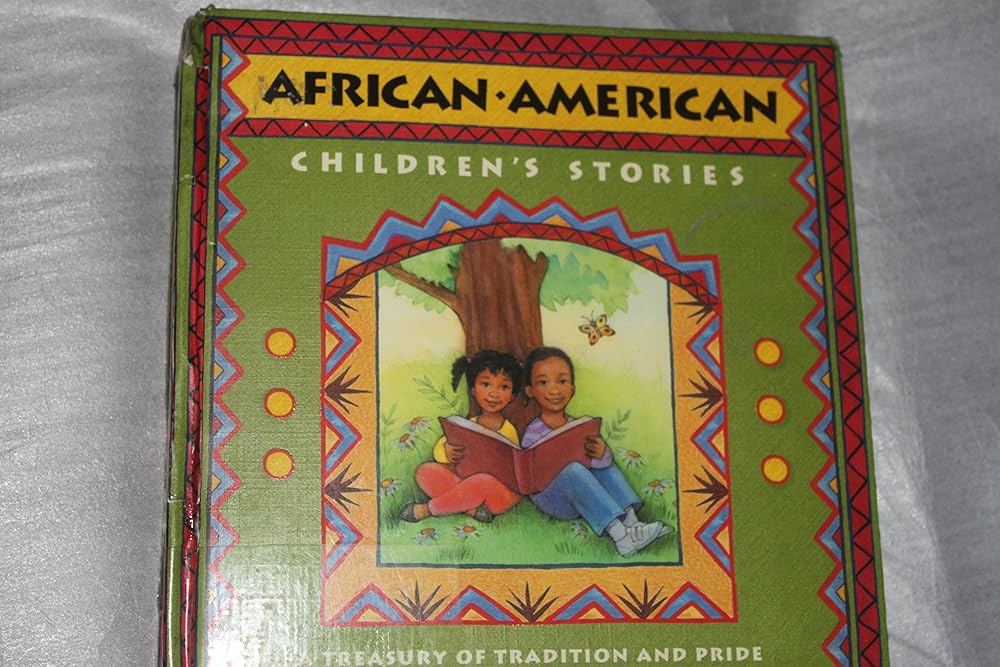 AFRICAN·AMERICAN
CHILDREN'S STORIES
A TREASURY OF TRADITION AND PRIDE